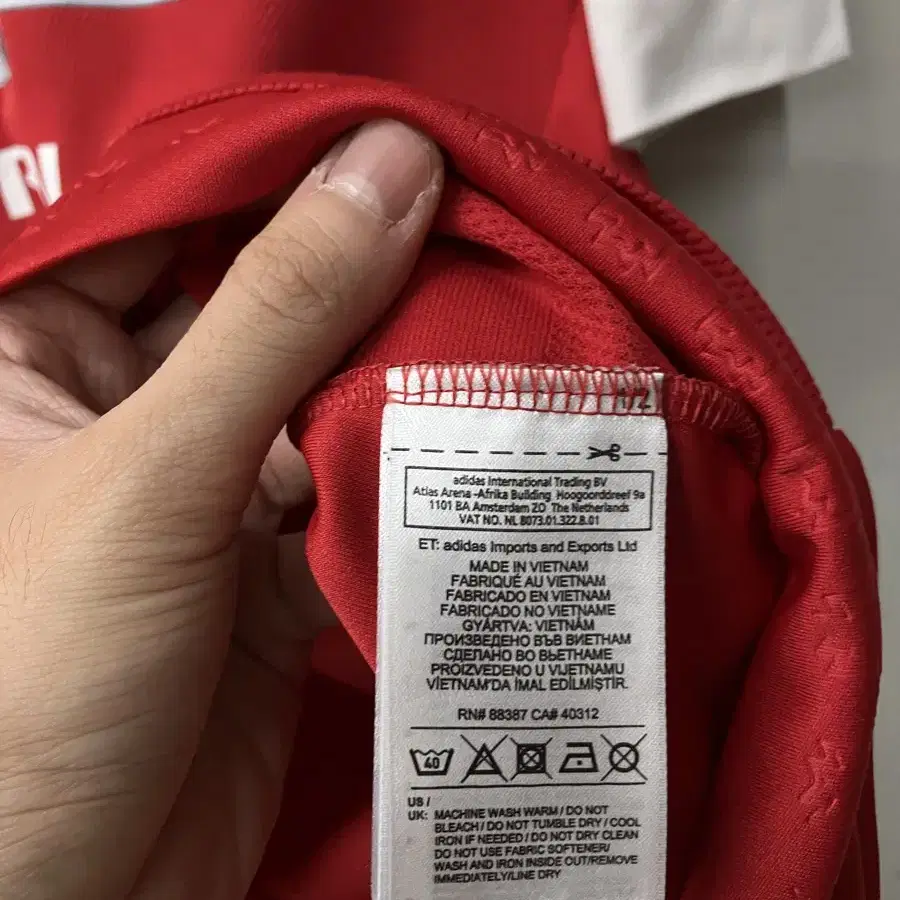 RI
1/2
adidas International Trading BV
Atlas Arena -Afrika Building Hoogoorddreef 9a
1101 BA Amsterdam ZO The Netherlands
VAT NO. NL 8073.01.322.B.01
ET: adidas Imports and Exports Ltd
MADE IN VIETNAM
FABRIQUÉ AU VIETNAM
FABRICADO EN VIETNAM
FABRICADO NO VIETNAME
GYÁRTVA: VIETNÁM
ПРОИЗВЕДЕНО ВЪВ ВИЕТНАМ
СДЕЛАНО ВО ВЬЕТНАМЕ
PROIZVEDENO U VIJETNAMU
VİETNAM'DA İMAL EDİLMİŞTİR.
RN# 88387 CA# 40312
40
US /
UK: MACHINE WASH WARM / DO NOT
BLEACH / DO NOT TUMBLE DRY / COOL
IRON IF NEEDED / DO NOT DRY CLEAN
DO NOT USE FABRIC SOFTENER/
WASH AND IRON INSIDE OUT/REMOVE
IMMEDIATELY/LINE DRY